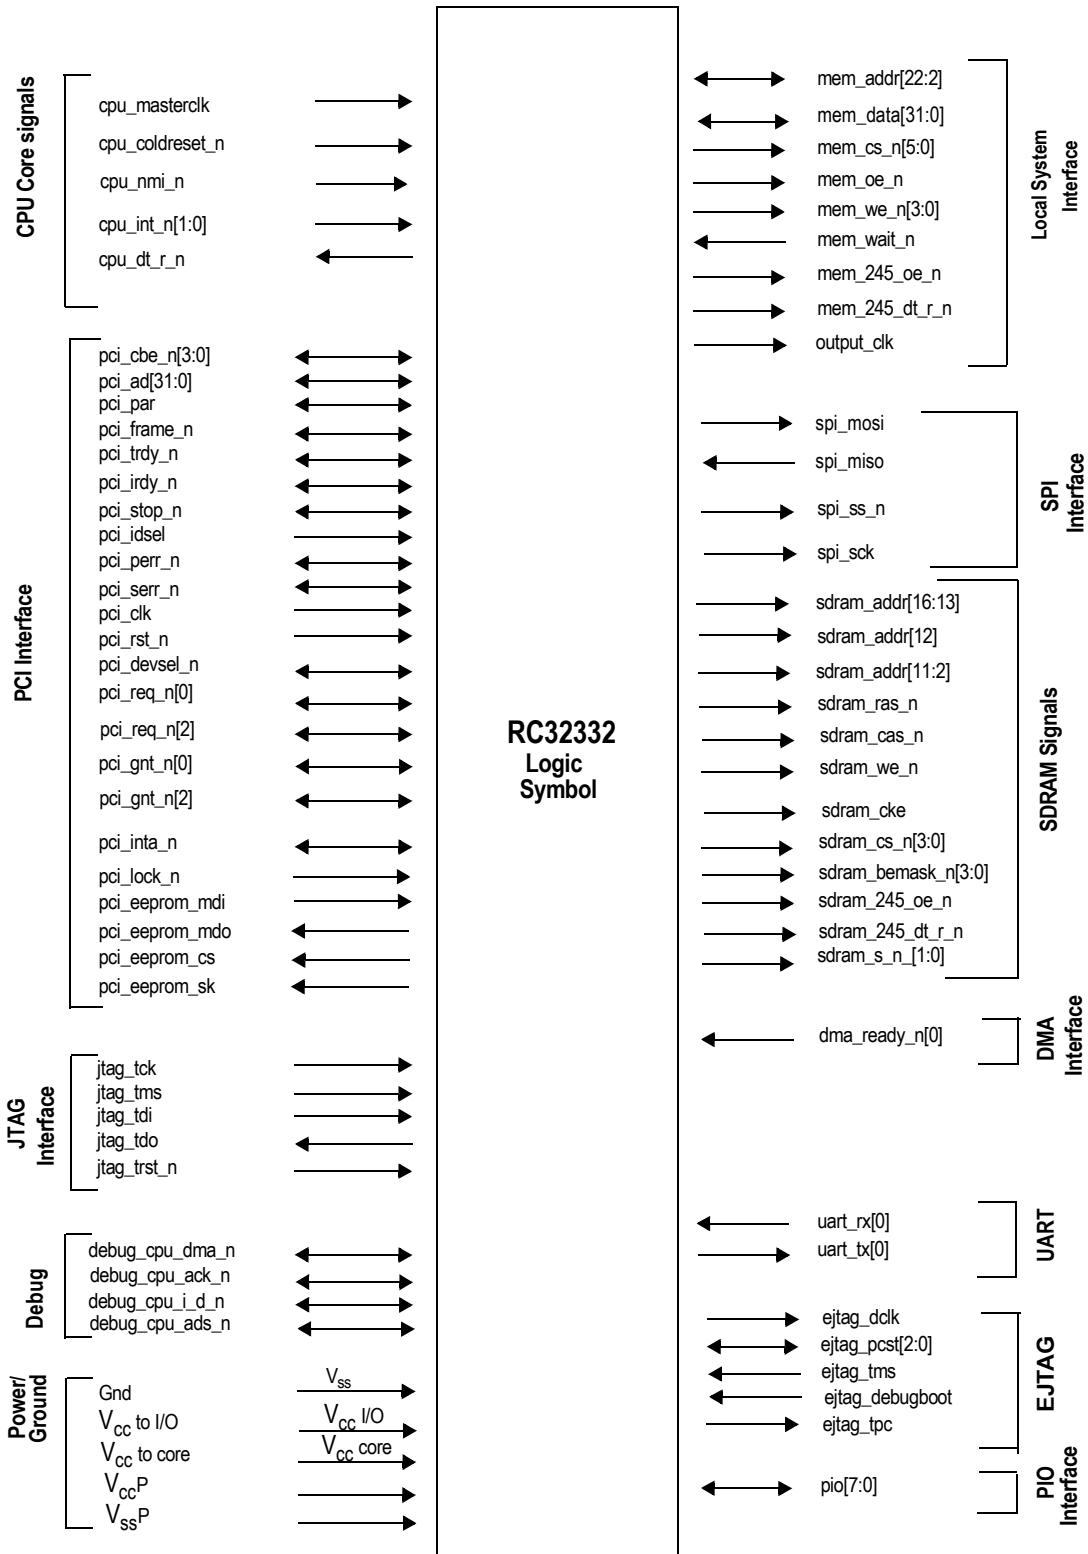 CPU Core signals
cpu_masterclk
cpu_coldreset_n
cpu_nmi_n
cpu_int_n[1:0]
cpu_dt_r_n
PCI Interface
pci_cbe_n[3:0]
pci_ad[31:0]
pci_par
pci_frame_n
pci_trdy_n
pci_irdy_n
pci_stop_n
pci_idsel
pci_perr_n
pci_serr_n
pci_clk
pci_rst_n
pci_devsel_n
pci_req_n[0]
pci_req_n[2]
pci_gnt_n[0]
pci_gnt_n[2]
pci_inta_n
pci_lock_n
pci_eeprom_mdi
pci_eeprom_mdo
pci_eeprom_cs
pci_eeprom_sk
JTAG
Interface
jtag_tck
jtag_tms
jtag_tdi
jtag_tdo
jtag_trst_n
Debug
debug_cpu_dma_n
debug_cpu_ack_n
debug_cpu_i_d_n
debug_cpu_ads_n
Power/
Ground
Gnd
Vss
Vcc to I/O
Vcc I/O
Vcc to core
Vcc core
VccP
VssP
RC32332
Logic
Symbol
mem_addr[22:2]
mem_data[31:0]
mem_cs_n[5:0]
mem_oe_n
mem_we_n[3:0]
mem_wait_n
mem_245_oe_n
mem_245_dt_r_n
output_clk
Local System
Interface
spi_mosi
spi_miso
spi_ss_n
spi_sck
SPI
Interface
sdram_addr[16:13]
sdram_addr[12]
sdram_addr[11:2]
sdram_ras_n
sdram_cas_n
sdram_we_n
sdram_cke
sdram_cs_n[3:0]
sdram_bemask_n[3:0]
sdram_245_oe_n
sdram_245_dt_r_n
sdram_s_n_[1:0]
SDRAM Signals
dma_ready_n[0]
DMA
Interface
uart_rx[0]
uart_tx[0]
UART
ejtag_dclk
ejtag_pcst[2:0]
ejtag_tms
ejtag_debugboot
ejtag_tpc
EJTAG
pio[7:0]
PIO
Interface